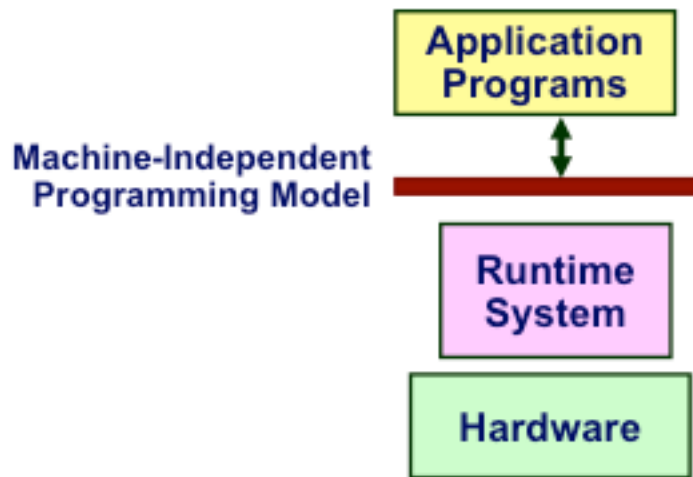 Application
Programs
Machine-Independent
Programming Model
Runtime
System
Hardware